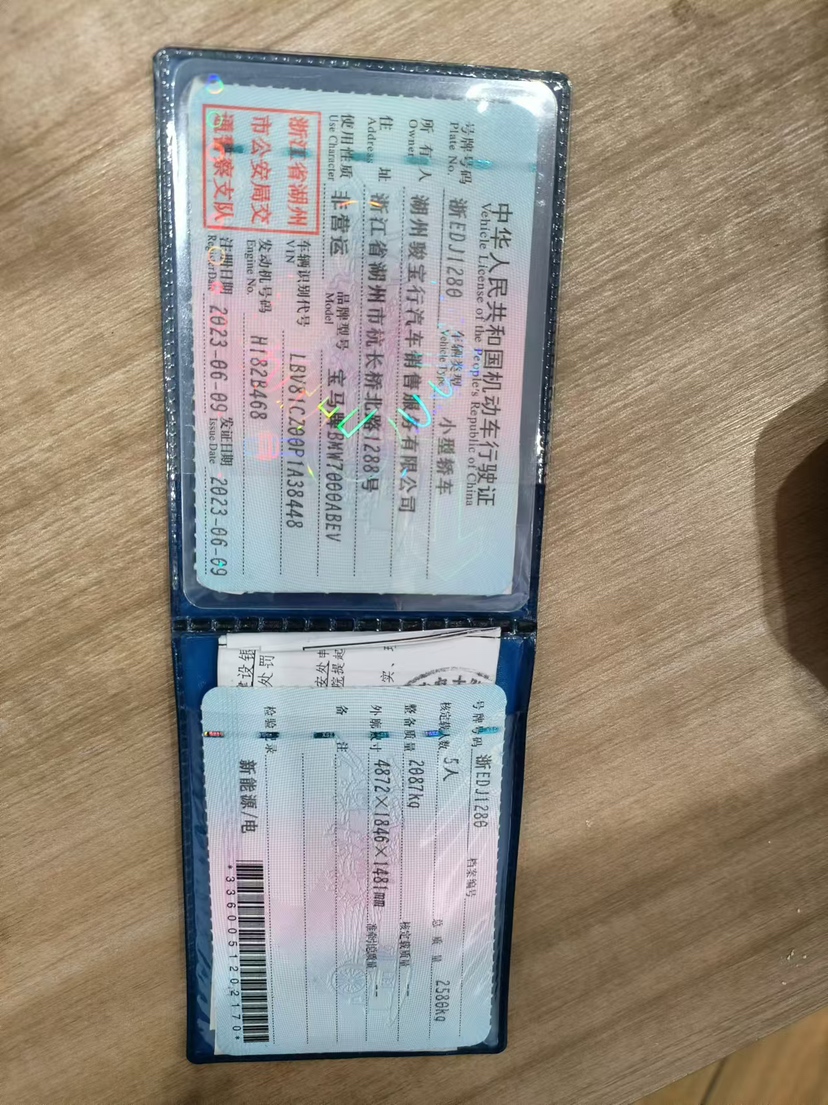 中华人民共和国机动车行驶证
Vehicle License of the People's Republic of China
号牌号码 浙EDJ1280 车辆类型 小型轿车
Plate No. Vehicle Type
所有人 湖州骏宝行汽车销售服务有限公司
Owner
住址 浙江省湖州市杭长桥北路1288号
Address
使用性质 非营运 品牌型号 宝马牌BMW7000ABEV
Use Character Model
浙江省湖州
市公安局交
通警察支队
车辆识别代号 LBV81CZ00P1A38448
VIN
发动机号码 H182B468
Engine No.
注册日期 2023-06-09 发证日期 2023-06-09
Register Date Issue Date
号牌号码 浙EDJ1280 档案编号
核定载人数 5人 总质量 2580kg
整备质量 2087kg 核定载质量 --
外廓尺寸 4872×1846×1481mm 准牵引总质量 --
备注
检验记录
新能源/电
*3360051202170*